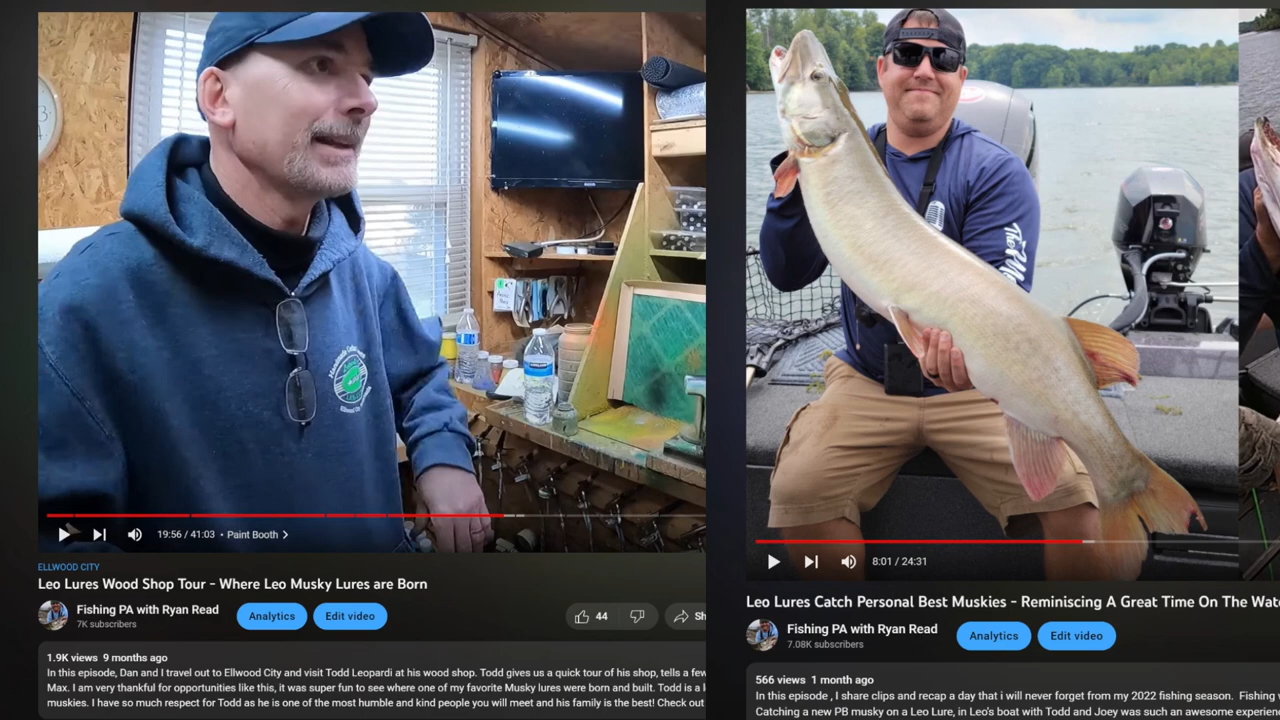 19:56 / 41:03 • Paint Booth
ELLWOOD CITY
Leo Lures Wood Shop Tour - Where Leo Musky Lures are Born
Fishing PA with Ryan Read
7K subscribers
Analytics
Edit video
44
Sh
1.9K views 9 months ago
In this episode, Dan and I travel out to Ellwood City and visit Todd Leopardi at his wood shop. Todd gives us a quick tour of his shop, tells a few
Max. I am very thankful for opportunities like this, it was super fun to see where one of my favorite Musky lures were born and built. Todd is a l
muskies. I have so much respect for Todd as he is one of the most humble and kind people you will meet and his family is the best! Check out
8:01 / 24:31
Leo Lures Catch Personal Best Muskies - Reminiscing A Great Time On The Wate
Fishing PA with Ryan Read
7.08K subscribers
Analytics
Edit video
566 views 1 month ago
In this episode , I share clips and recap a day that i will never forget from my 2022 fishing season. Fishing
Catching a new PB musky on a Leo Lure, in Leo's boat with Todd and Joey was such an awesome experien